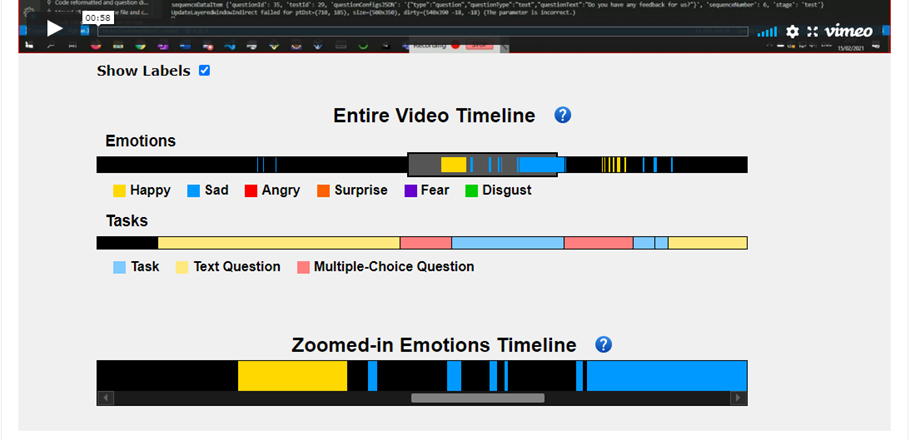 Code reformatted and question di...
sequenceDataItem {'questionId': 35, 'testId': 29, 'questionConfigsJSON': '{"type":"question","questionType":"text","questionText":"Do you have any feedback for us?"}', 'sequenceNumber': 6, 'stage': 'test'}
UpdateLayeredWindowIndirect failed for ptDst=(710, 185), size=(500x350), dirty=(540x390 -18, -18) (The parameter is incorrect.)
00:58
vimeo
15/02/2021
Show Labels
Entire Video Timeline ?
Emotions
Happy Sad Angry Surprise Fear Disgust
Tasks
Task Text Question Multiple-Choice Question
Zoomed-in Emotions Timeline ?